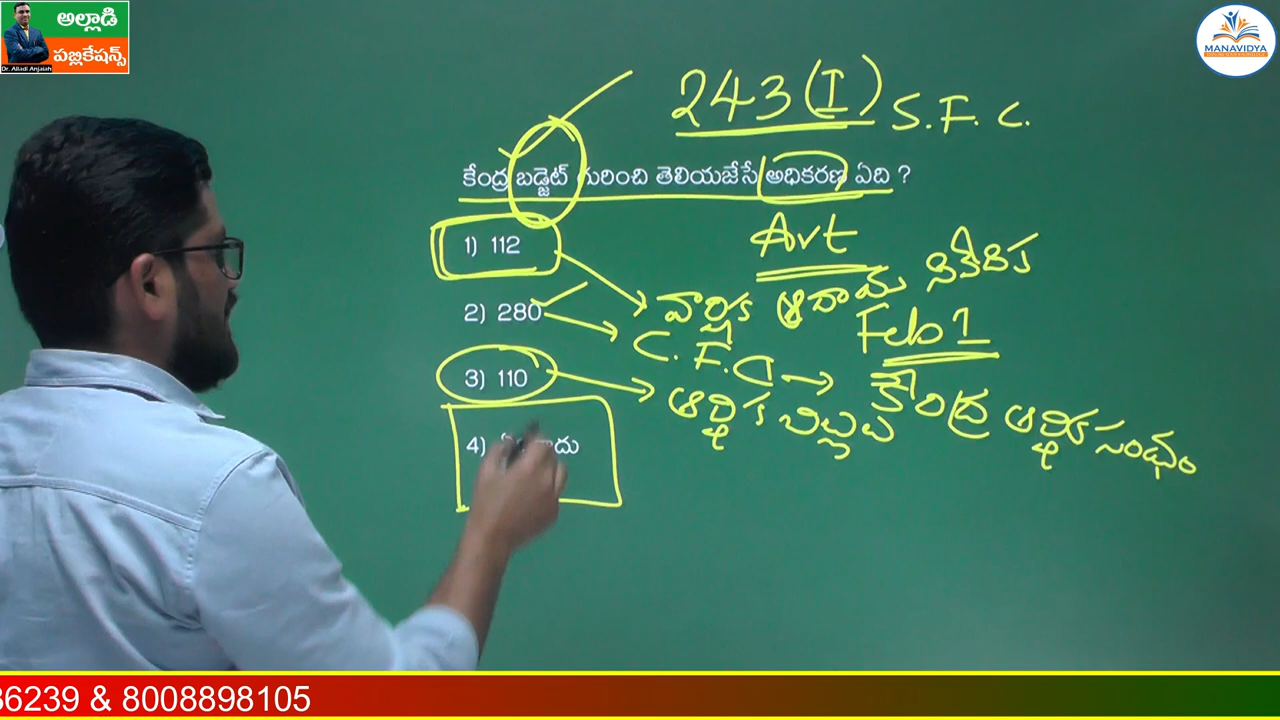 అల్లాడి
పబ్లికేషన్స్
Dr. Alladi Anjaiah
MANAVIDYA
243(I) S.F.C.
కేంద్ర బడ్జెట్ గురించి తెలియజేసే అధికరణ ఏది ?
Art
1) 112
వార్షిక ఆదాయ నివేదిక
Feb 1
2) 280
C.F.C → కేంద్ర ఆర్థిక సంఘం
3) 110
ఆర్థిక బిల్లు
4)
36239 & 8008898105